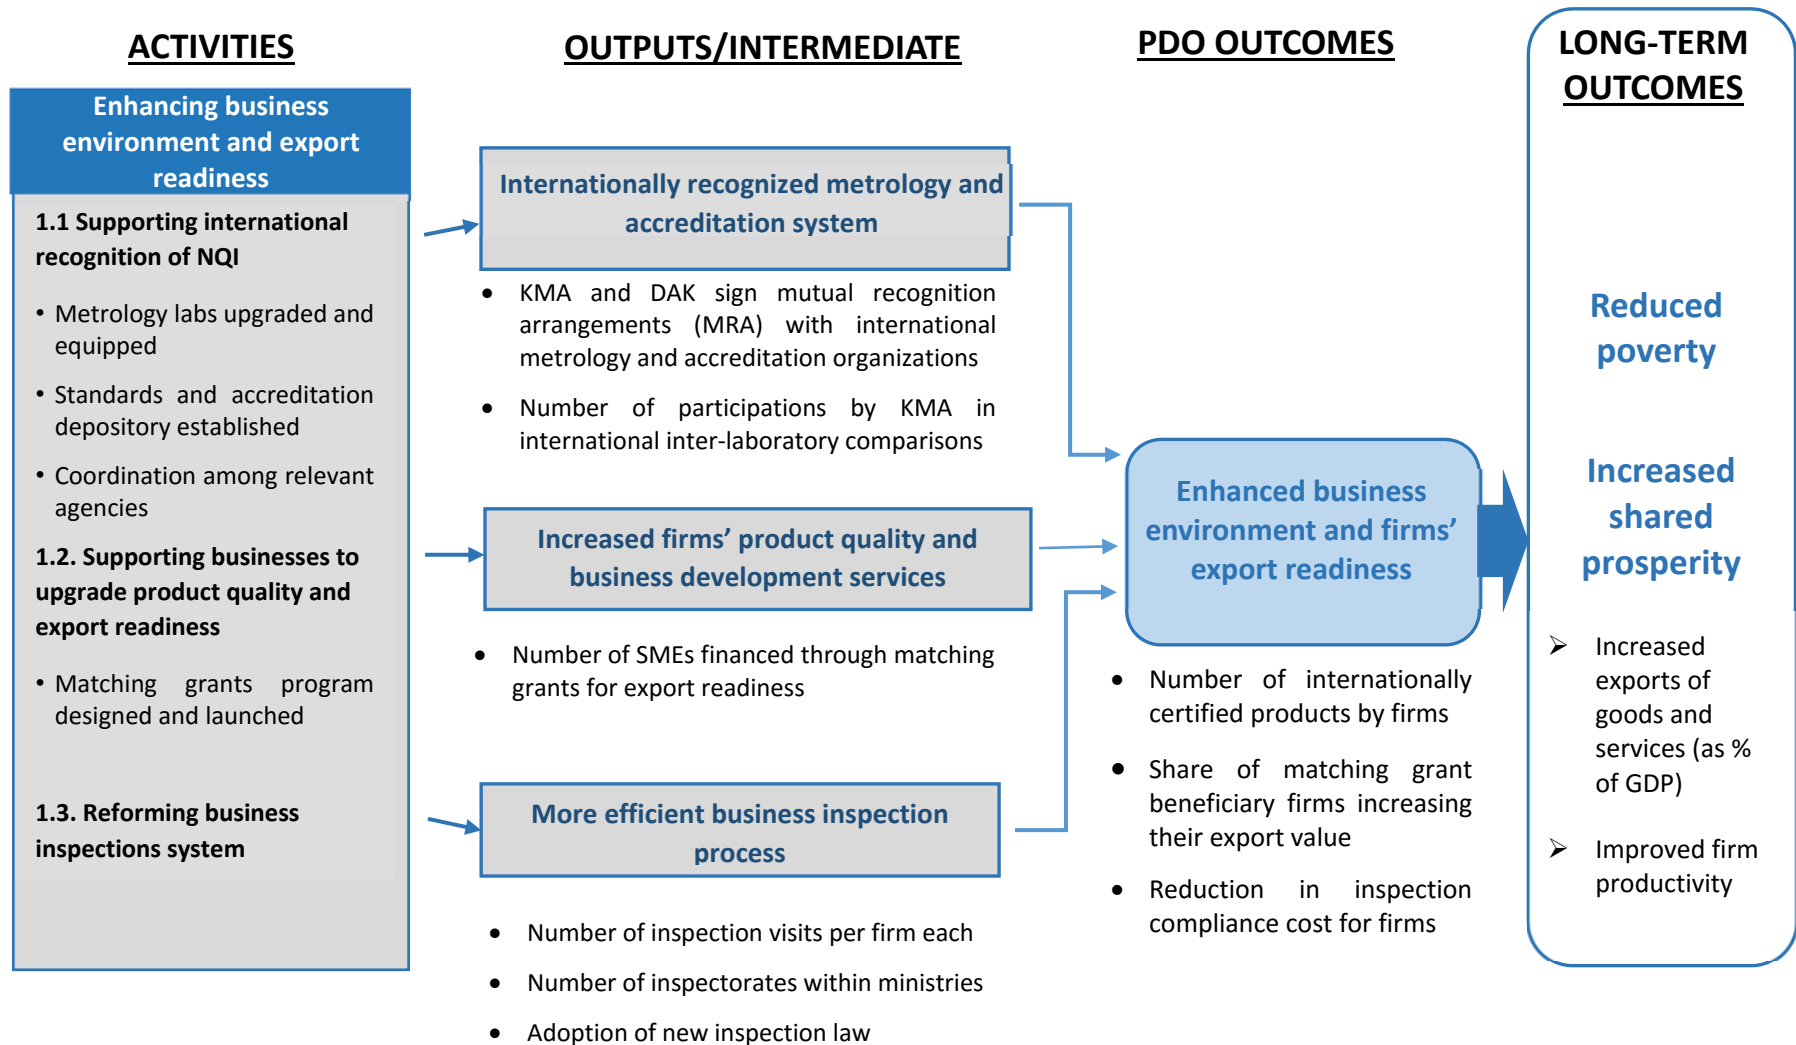 ACTIVITIES
Enhancing business
environment and export
readiness
1.1 Supporting international
recognition of NQI
• Metrology labs upgraded and
equipped
• Standards and accreditation
depository established
• Coordination among relevant
agencies
1.2. Supporting businesses to
upgrade product quality and
export readiness
• Matching grants program
designed and launched
1.3. Reforming business
inspections system
OUTPUTS/INTERMEDIATE
Internationally recognized metrology and
accreditation system
• KMA and DAK sign mutual recognition
arrangements (MRA) with international
metrology and accreditation organizations
• Number of participations by KMA in
international inter-laboratory comparisons
Increased firms’ product quality and
business development services
• Number of SMEs financed through matching
grants for export readiness
More efficient business inspection
process
• Number of inspection visits per firm each
• Number of inspectorates within ministries
• Adoption of new inspection law
PDO OUTCOMES
Enhanced business
environment and firms’
export readiness
• Number of internationally
certified products by firms
• Share of matching grant
beneficiary firms increasing
their export value
• Reduction in inspection
compliance cost for firms
LONG-TERM
OUTCOMES
Reduced
poverty
Increased
shared
prosperity
➢ Increased
exports of
goods and
services (as %
of GDP)
➢ Improved firm
productivity